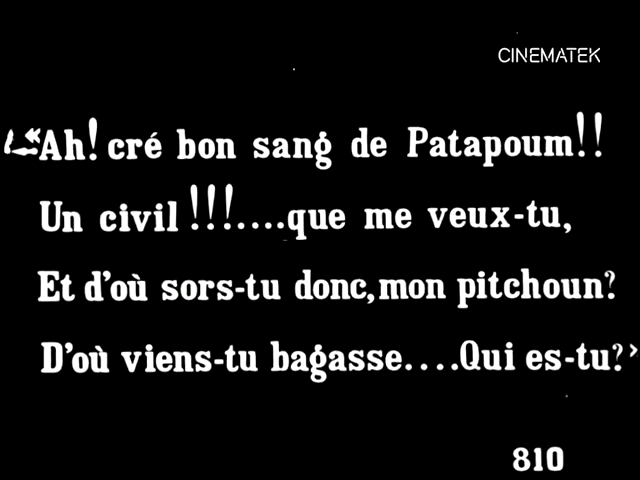 CINEMATEK
“Ah! cré bon sang de Patapoum!!
Un civil !!!....que me veux-tu,
Et d'où sors-tu donc, mon pitchoun?
D'où viens-tu bagasse....Qui es-tu?”
810